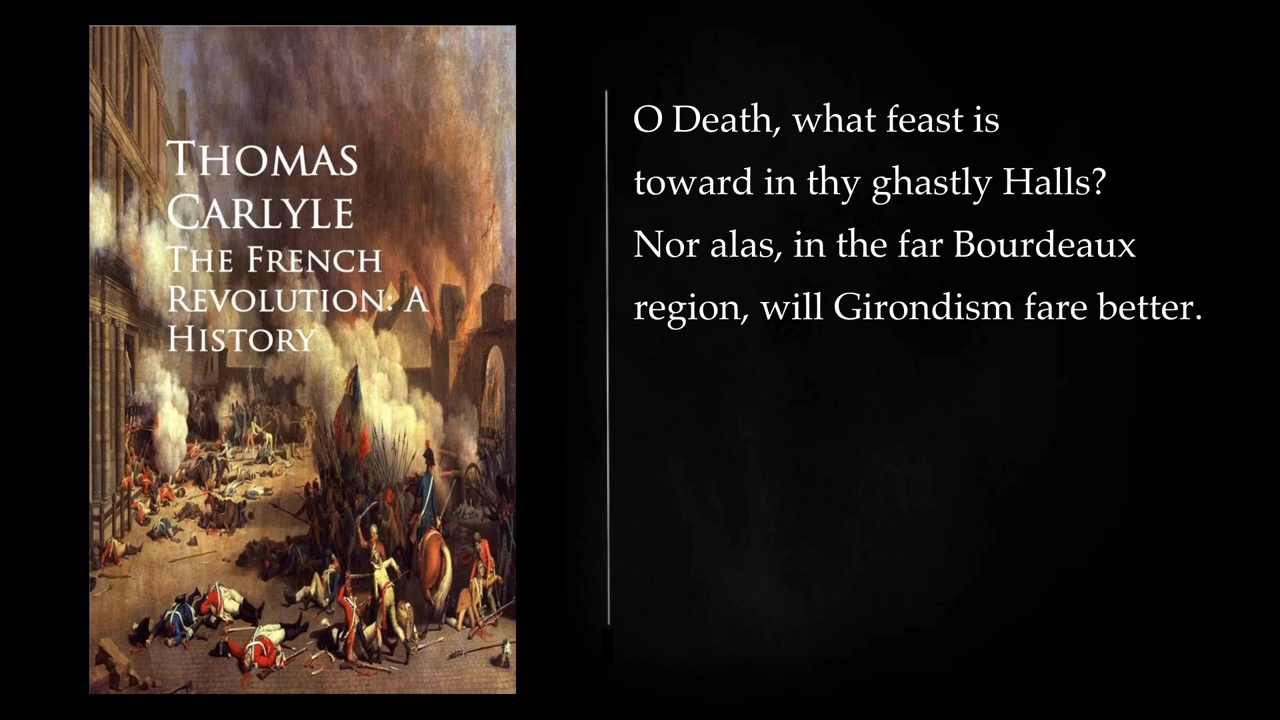 THOMAS
CARLYLE
THE FRENCH
REVOLUTION: A
HISTORY
O Death, what feast is
toward in thy ghastly Halls?
Nor alas, in the far Bourdeaux
region, will Girondism fare better.